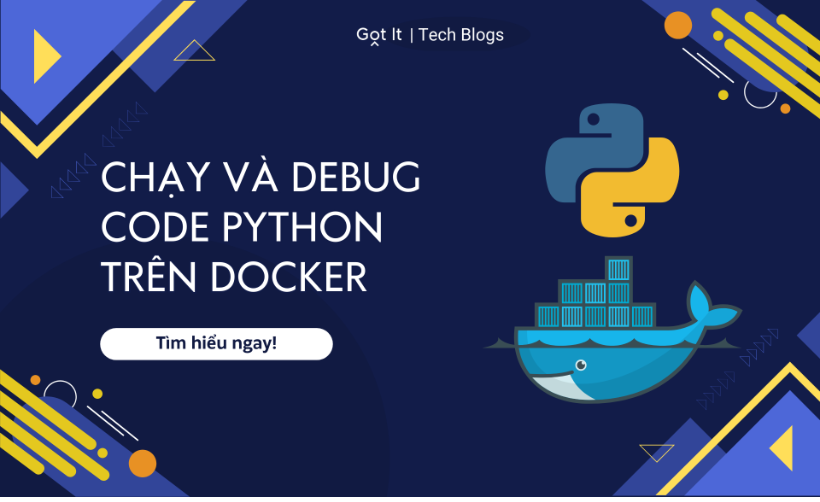 Got It | Tech Blogs
CHẠY VÀ DEBUG
CODE PYTHON
TRÊN DOCKER
Tìm hiểu ngay!